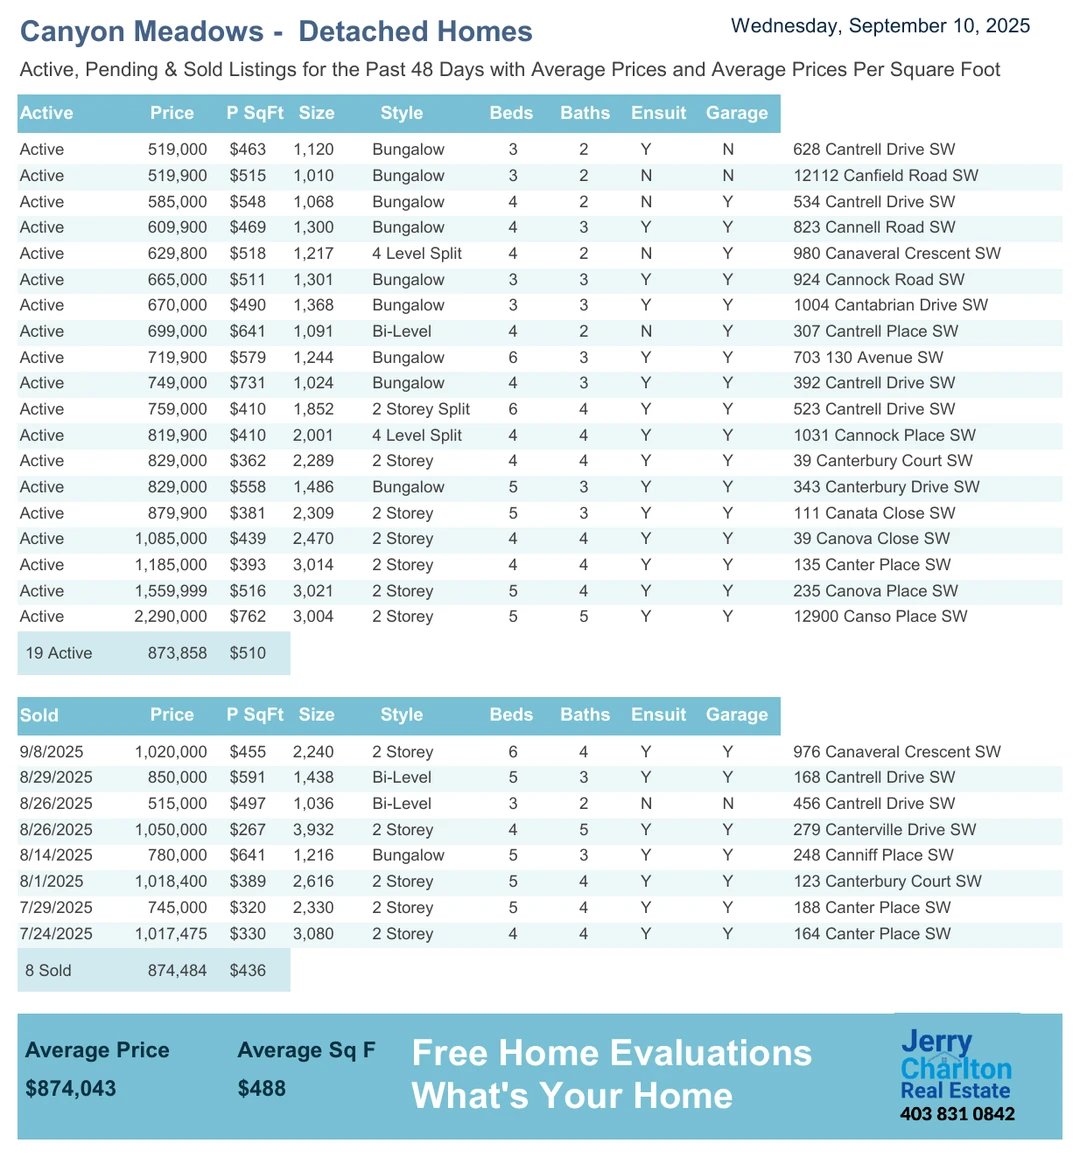 Canyon Meadows - Detached Homes
Wednesday, September 10, 2025
Active, Pending & Sold Listings for the Past 48 Days with Average Prices and Average Prices Per Square Foot
Active Price P SqFt Size Style Beds Baths Ensuit Garage
Active 519,000 $463 1,120 Bungalow 3 2 Y N 628 Cantrell Drive SW
Active 519,900 $515 1,010 Bungalow 3 2 N N 12112 Canfield Road SW
Active 585,000 $548 1,068 Bungalow 4 2 N Y 534 Cantrell Drive SW
Active 609,900 $469 1,300 Bungalow 4 3 Y Y 823 Cannell Road SW
Active 629,800 $518 1,217 4 Level Split 4 2 N Y 980 Canaveral Crescent SW
Active 665,000 $511 1,301 Bungalow 3 3 Y Y 924 Cannock Road SW
Active 670,000 $490 1,368 Bungalow 3 3 Y Y 1004 Cantabrian Drive SW
Active 699,000 $641 1,091 Bi-Level 4 2 N Y 307 Cantrell Place SW
Active 719,900 $579 1,244 Bungalow 6 3 Y Y 703 130 Avenue SW
Active 749,000 $731 1,024 Bungalow 4 3 Y Y 392 Cantrell Drive SW
Active 759,000 $410 1,852 2 Storey Split 6 4 Y Y 523 Cantrell Drive SW
Active 819,900 $410 2,001 4 Level Split 4 4 Y Y 1031 Cannock Place SW
Active 829,000 $362 2,289 2 Storey 4 4 Y Y 39 Canterbury Court SW
Active 829,000 $558 1,486 Bungalow 5 3 Y Y 343 Canterbury Drive SW
Active 879,900 $381 2,309 2 Storey 5 3 Y Y 111 Canata Close SW
Active 1,085,000 $439 2,470 2 Storey 4 4 Y Y 39 Canova Close SW
Active 1,185,000 $393 3,014 2 Storey 4 4 Y Y 135 Canter Place SW
Active 1,559,999 $516 3,021 2 Storey 5 4 Y Y 235 Canova Place SW
Active 2,290,000 $762 3,004 2 Storey 5 5 Y Y 12900 Canso Place SW
19 Active 873,858 $510
Sold Price P SqFt Size Style Beds Baths Ensuit Garage
9/8/2025 1,020,000 $455 2,240 2 Storey 6 4 Y Y 976 Canaveral Crescent SW
8/29/2025 850,000 $591 1,438 Bi-Level 5 3 Y Y 168 Cantrell Drive SW
8/26/2025 515,000 $497 1,036 Bi-Level 3 2 N N 456 Cantrell Drive SW
8/26/2025 1,050,000 $267 3,932 2 Storey 4 5 Y Y 279 Canterville Drive SW
8/14/2025 780,000 $641 1,216 Bungalow 5 3 Y Y 248 Canniff Place SW
8/1/2025 1,018,400 $389 2,616 2 Storey 5 4 Y Y 123 Canterbury Court SW
7/29/2025 745,000 $320 2,330 2 Storey 5 4 Y Y 188 Canter Place SW
7/24/2025 1,017,475 $330 3,080 2 Storey 4 4 Y Y 164 Canter Place SW
8 Sold 874,484 $436
Average Price Average Sq F
$874,043 $488
Free Home Evaluations
What's Your Home
Jerry
Charlton
Real Estate
403 831 0842